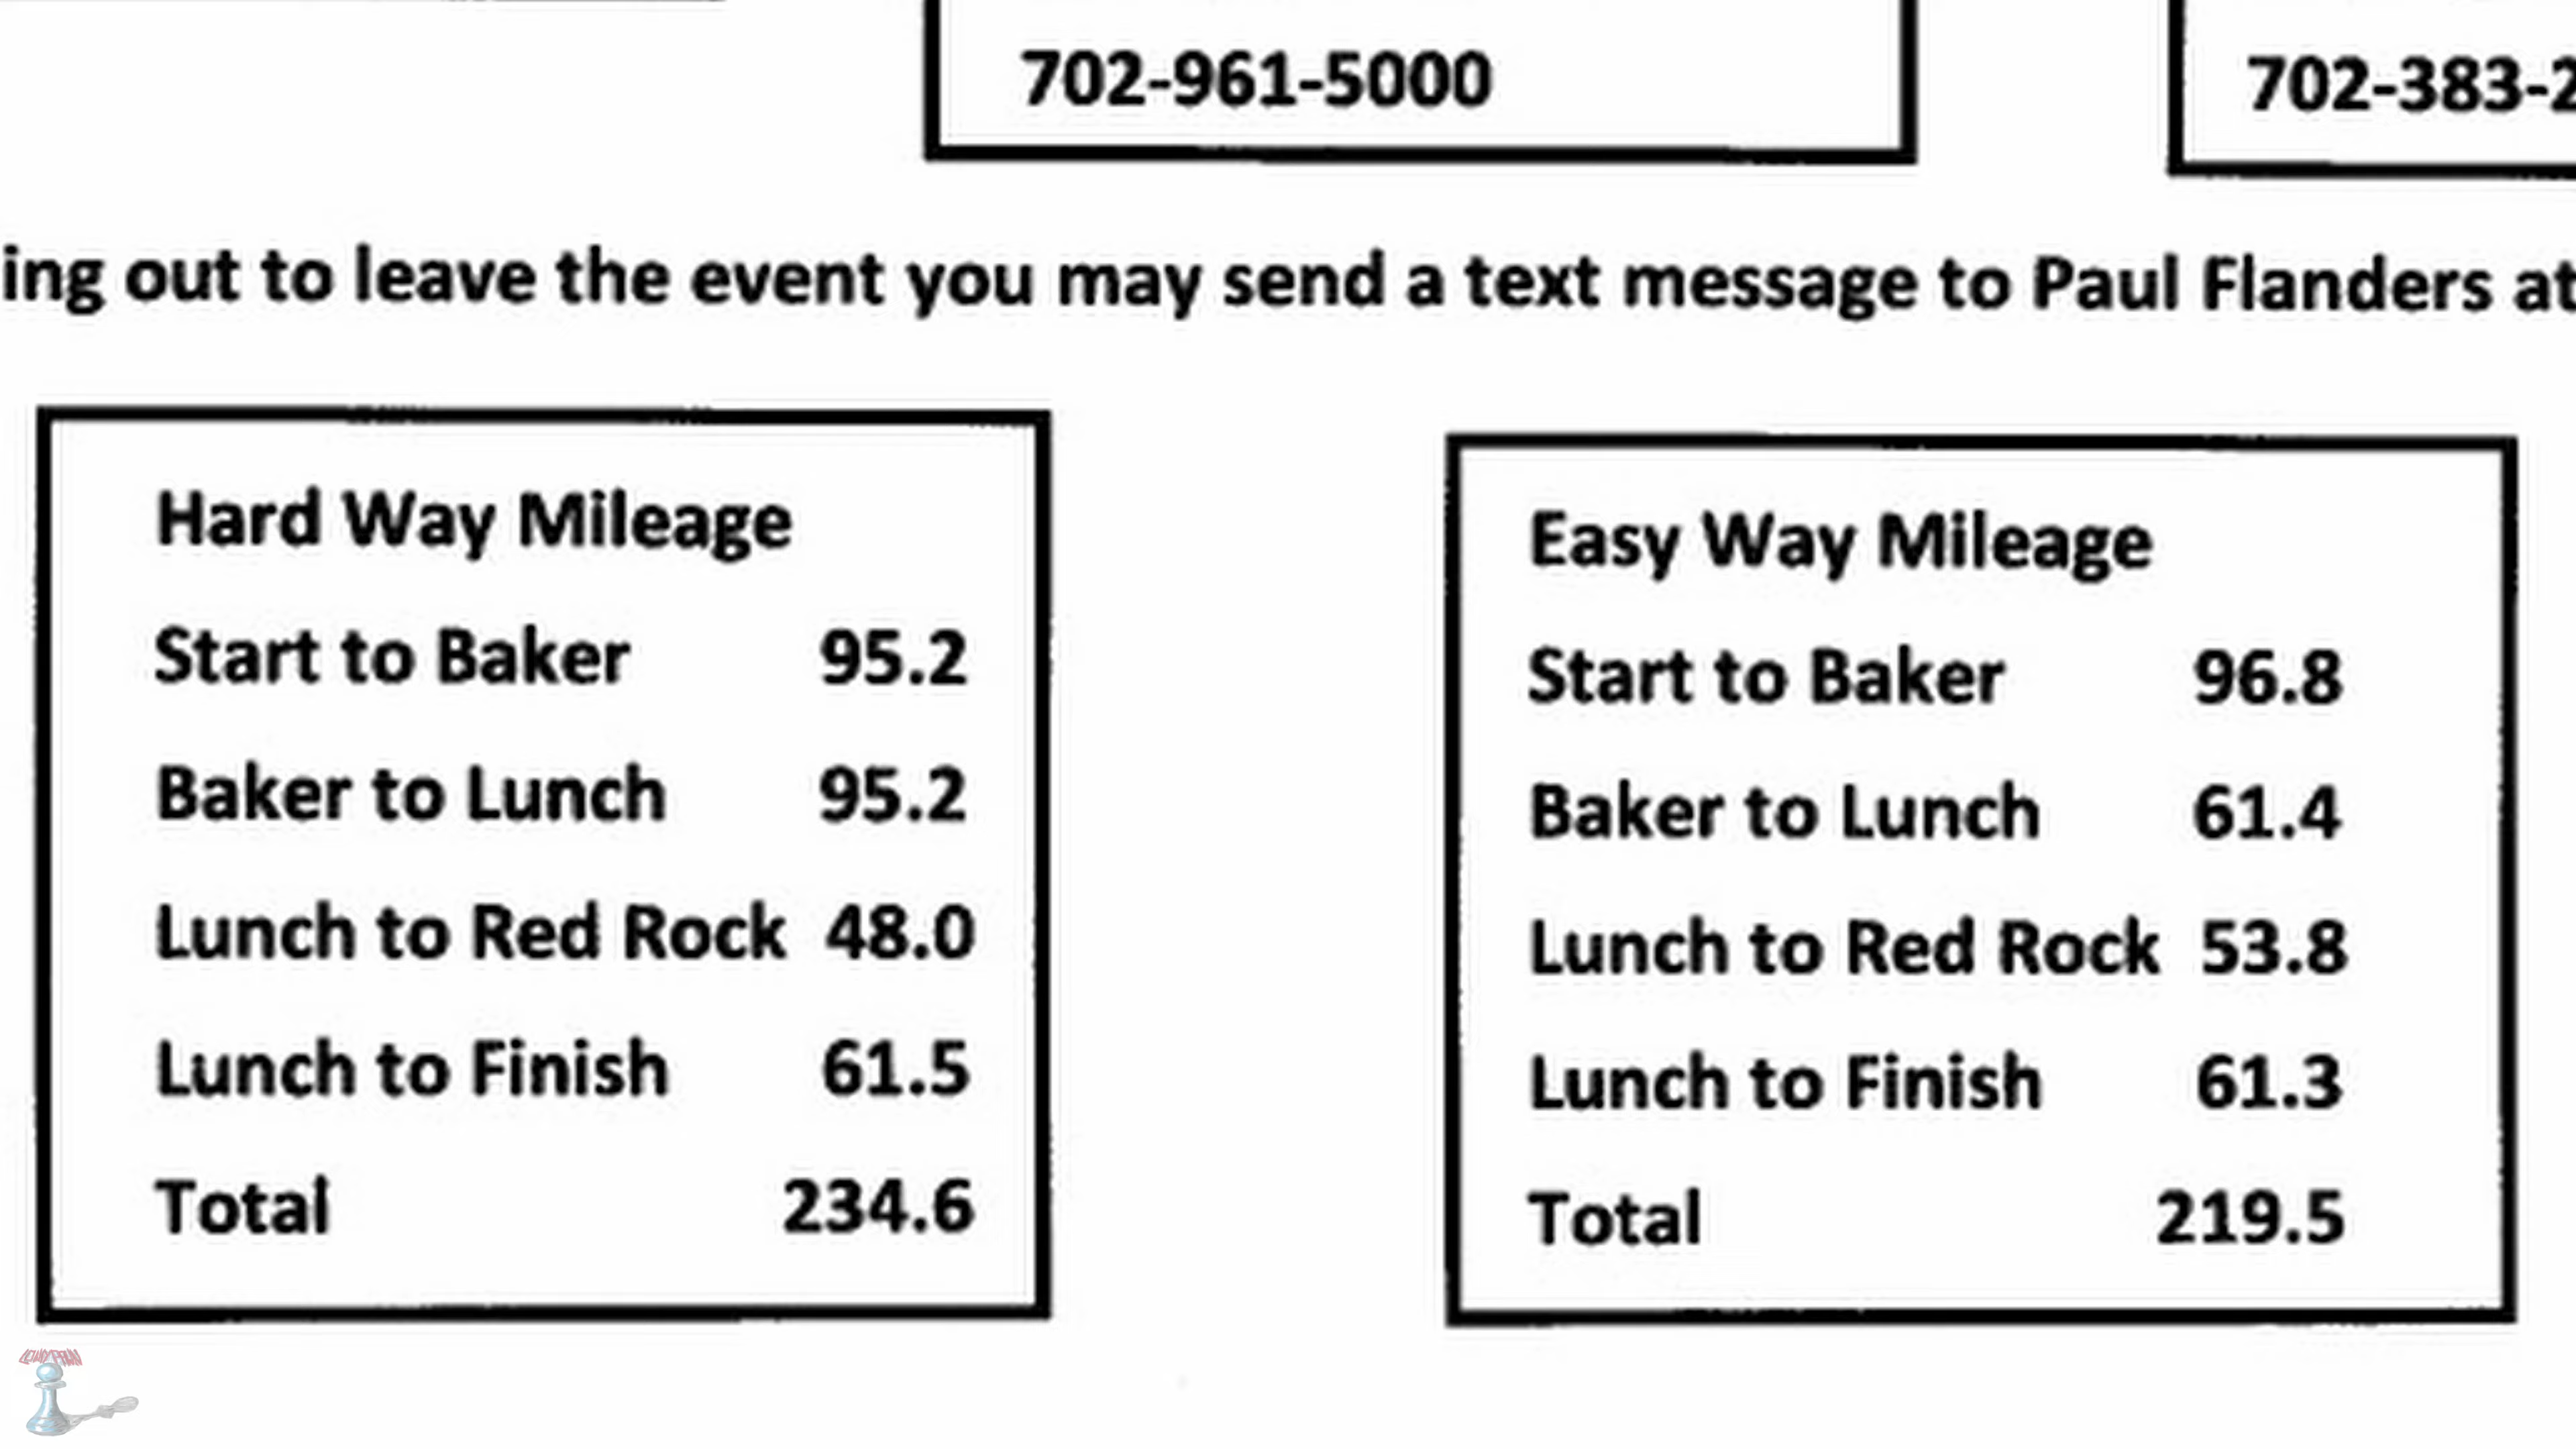 702-961-5000
702-383-2
ing out to leave the event you may send a text message to Paul Flanders at
Hard Way Mileage
Start to Baker 95.2
Baker to Lunch 95.2
Lunch to Red Rock 48.0
Lunch to Finish 61.5
Total 234.6
Easy Way Mileage
Start to Baker 96.8
Baker to Lunch 61.4
Lunch to Red Rock 53.8
Lunch to Finish 61.3
Total 219.5